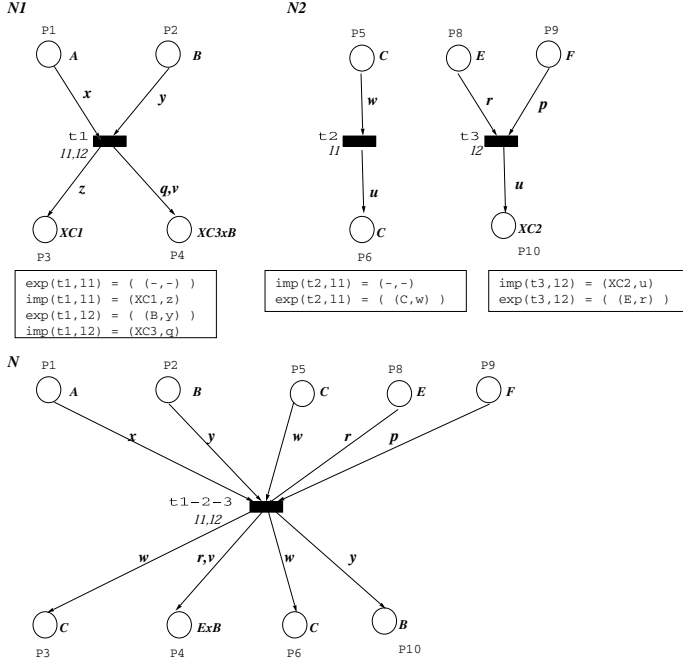 N1
N2
P1
P2
P5
P8
P9
A
B
C
E
F
x
y
w
r
p
t1
l1,l2
t2
l1
t3
l2
z
q,v
u
u
XC1
XC3xB
C
XC2
P3
P4
P6
P10
exp(t1,l1) = ( (-,-) )
imp(t1,l1) = (XC1,z)
exp(t1,l2) = ( (B,y) )
imp(t1,l2) = (XC3,q)
imp(t2,l1) = (-,-)
exp(t2,l1) = ( (C,w) )
imp(t3,l2) = (XC2,u)
exp(t3,l2) = ( (E,r) )
N
P1
P2
P5
P8
P9
A
B
C
E
F
x
y
w
r
p
t1-2-3
l1,l2
w
r,v
w
y
C
ExB
C
B
P3
P4
P6
P10